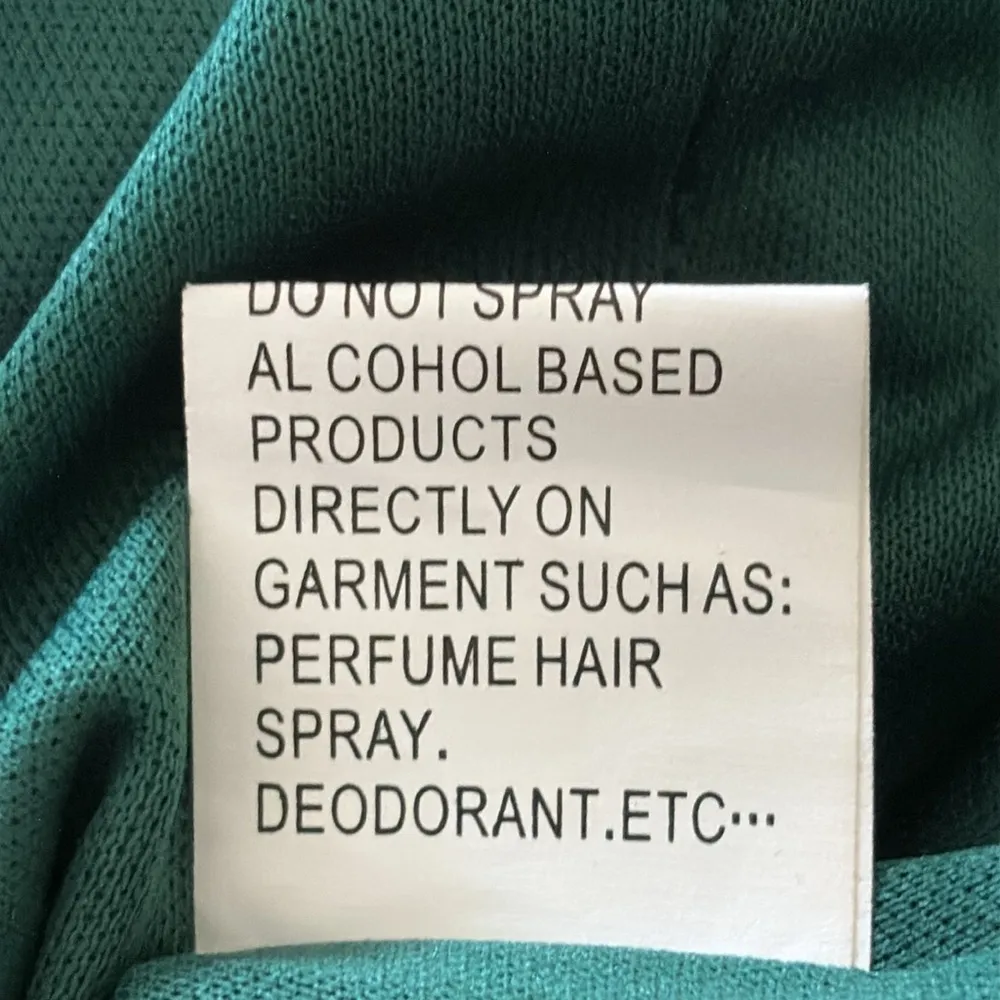 DO NOT SPRAY
AL COHOL BASED
PRODUCTS
DIRECTLY ON
GARMENT SUCH AS:
PERFUME HAIR
SPRAY.
DEODORANT.ETC···